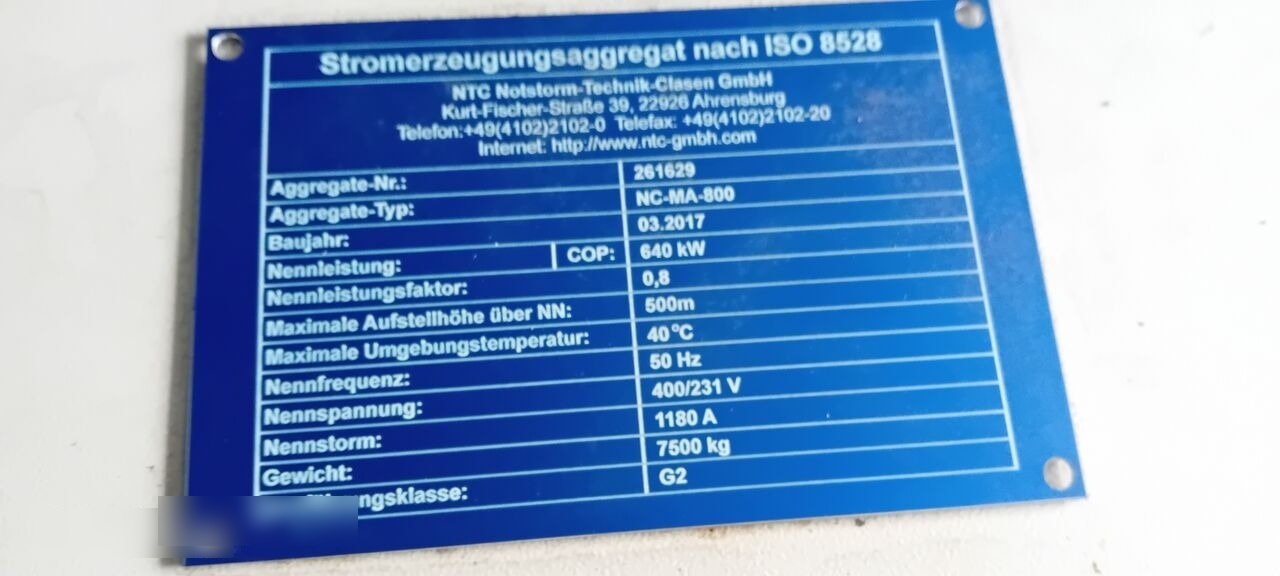 Stromerzeugungsaggregat nach ISO 8528
NTC Notstorm-Technik-Clasen GmbH
Kurt-Fischer-Straße 39, 22926 Ahrensburg
Telefon:+49(4102)2102-0 Telefax: +49(4102)2102-20
Internet: http://www.ntc-gmbh.com
Aggregate-Nr.: 261629
Aggregate-Typ: NC-MA-800
Baujahr: 03.2017
Nennleistung: COP: 640 kW
Nennleistungsfaktor: 0,8
Maximale Aufstellhöhe über NN: 500m
Maximale Umgebungstemperatur: 40 °C
Nennfrequenz: 50 Hz
Nennspannung: 400/231 V
Nennstorm: 1180 A
Gewicht: 7500 kg
G2